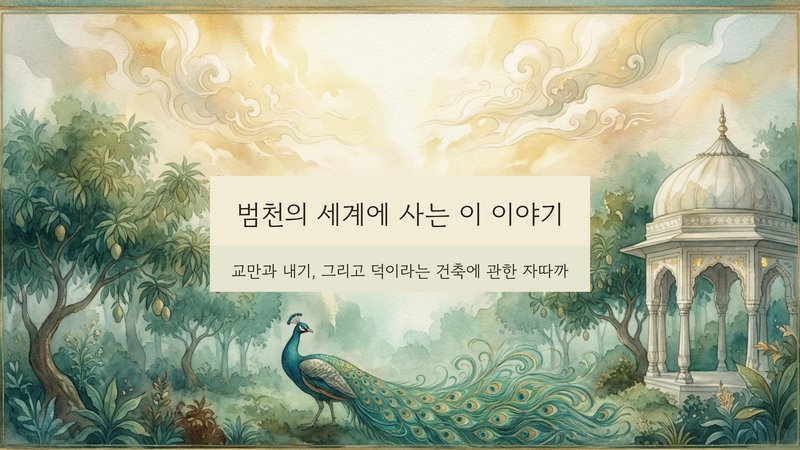 범천의 세계에 사는 이 이야기
교만과 내기, 그리고 덕이라는 건축에 관한 자따까